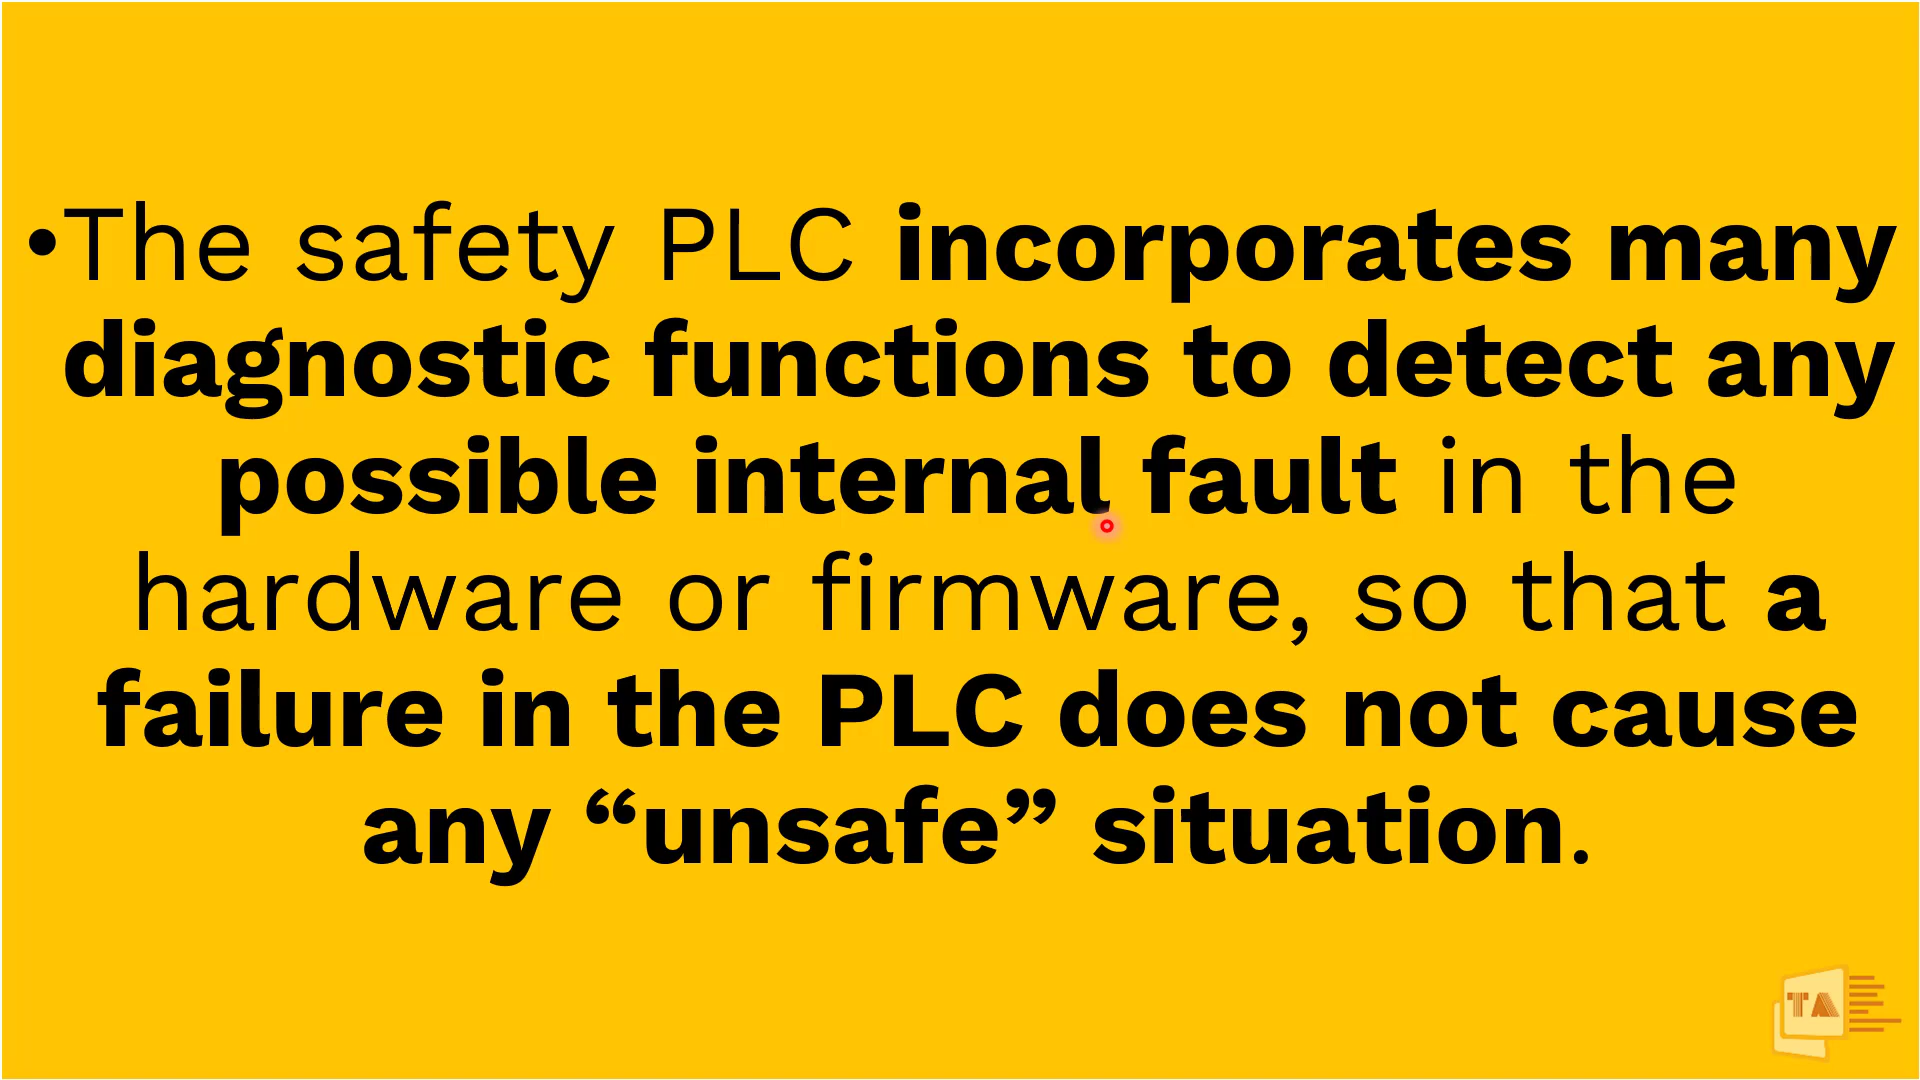 •The safety PLC incorporates many
diagnostic functions to detect any
possible internal fault in the
hardware or firmware, so that a
failure in the PLC does not cause
any “unsafe” situation.
TA